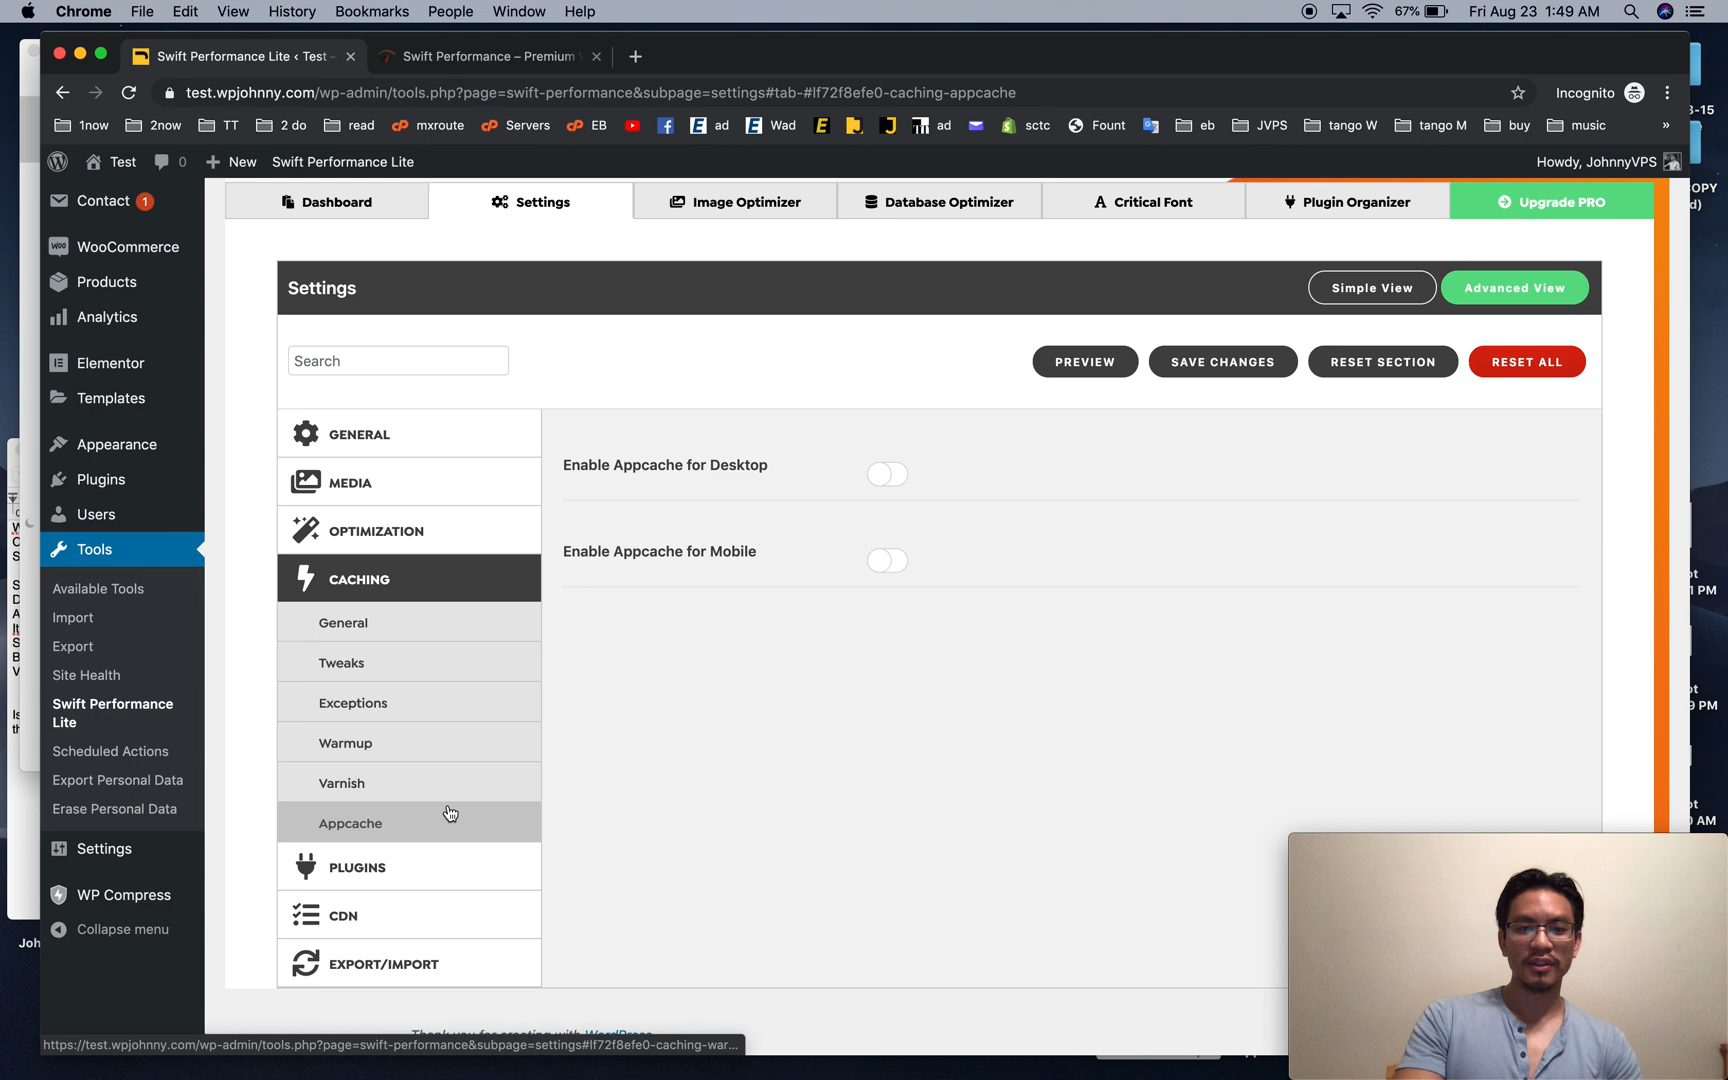 Chrome File Edit View History Bookmarks People Window Help 67% Fri Aug 23 1:49 AM
Swift Performance Lite ‹ Test – Swift Performance – Premium
test.wpjohnny.com/wp-admin/tools.php?page=swift-performance&subpage=settings#tab-#lf72f8efe0-caching-appcache Incognito
1now 2now TT 2 do read mxroute Servers EB ad Wad ad sctc Fount eb JVPS tango W tango M buy music »
Test 0 New Swift Performance Lite Howdy, JohnnyVPS
Contact 1
WooCommerce
Products
Analytics
Elementor
Templates
Appearance
Plugins
Users
Tools
Available Tools
Import
Export
Site Health
Swift Performance
Lite
Scheduled Actions
Export Personal Data
Erase Personal Data
Settings
WP Compress
Collapse menu
Dashboard Settings Image Optimizer Database Optimizer Critical Font Plugin Organizer Upgrade PRO
Settings Simple View Advanced View
Search PREVIEW SAVE CHANGES RESET SECTION RESET ALL
GENERAL
MEDIA
OPTIMIZATION
CACHING
General
Tweaks
Exceptions
Warmup
Varnish
Appcache
PLUGINS
CDN
EXPORT/IMPORT
Enable Appcache for Desktop
Enable Appcache for Mobile
https://test.wpjohnny.com/wp-admin/tools.php?page=swift-performance&subpage=settings#lf72f8efe0-caching-war...